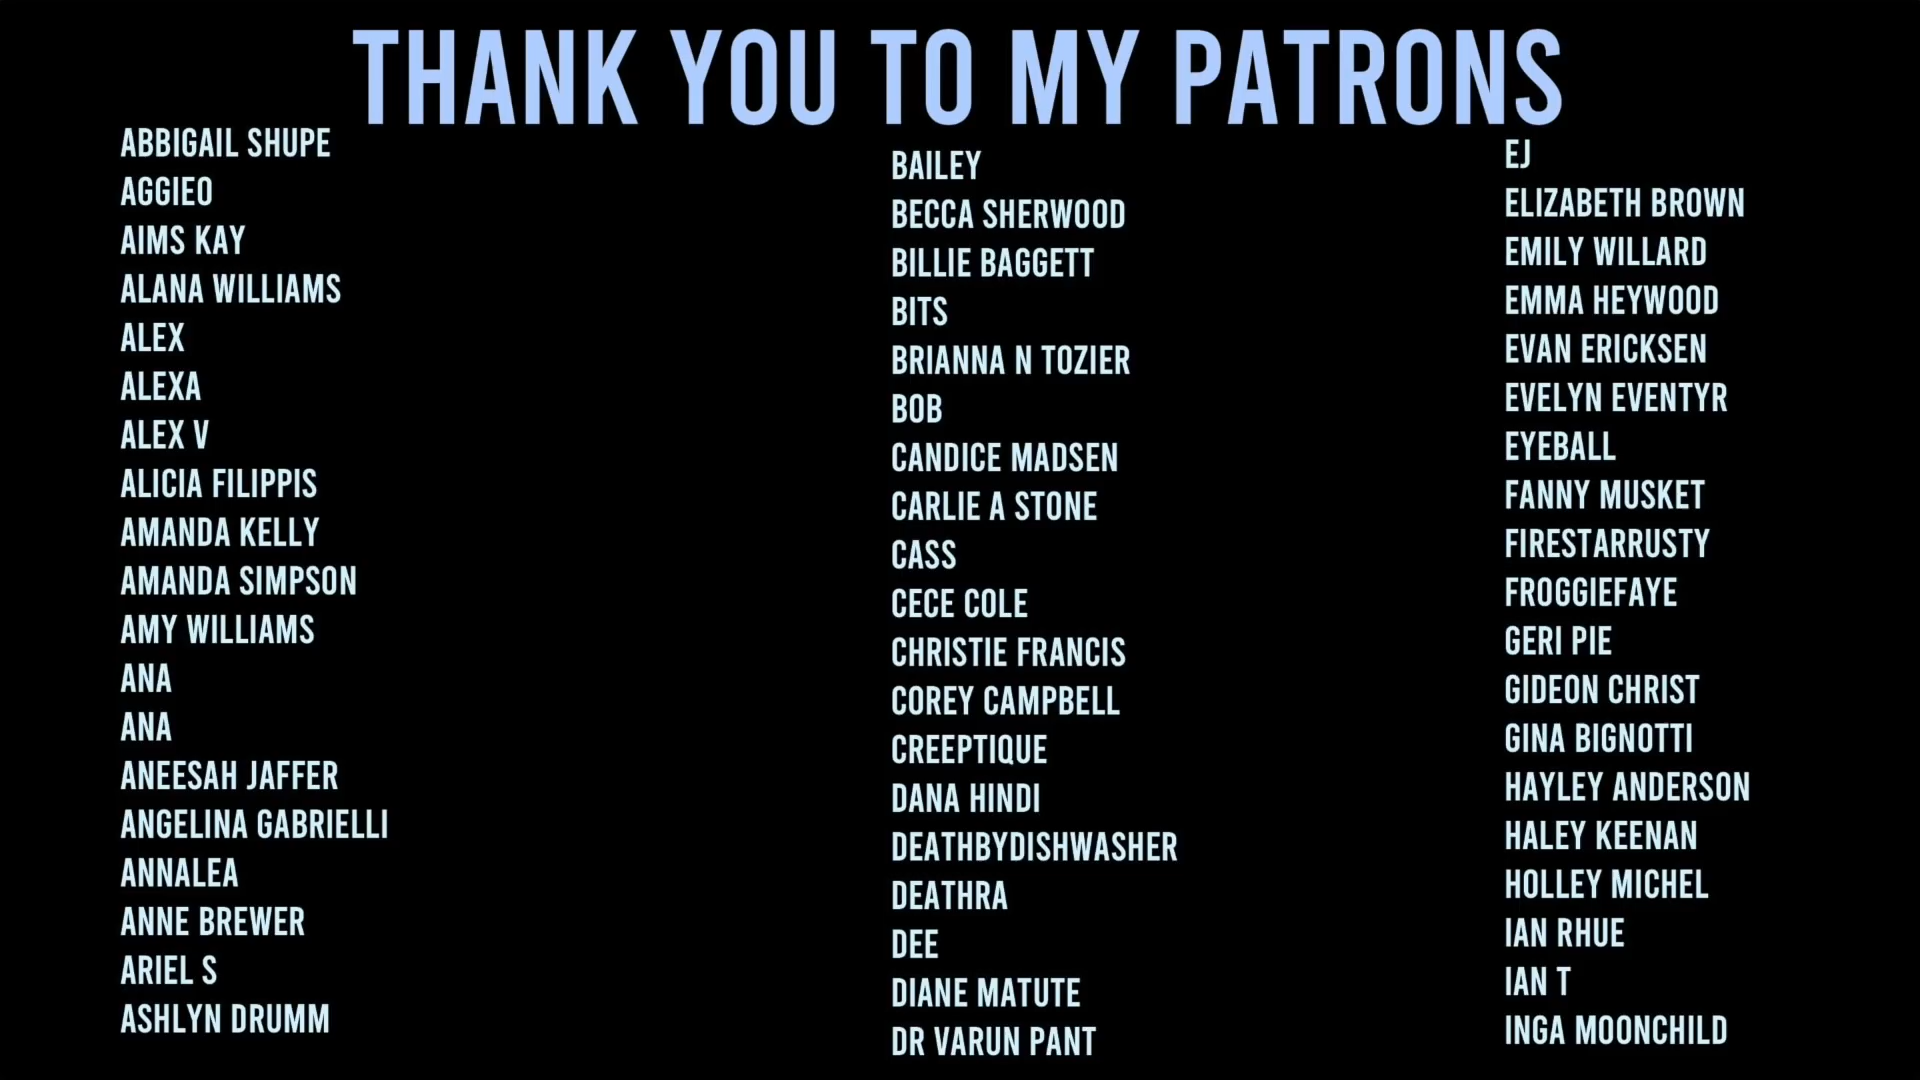 THANK YOU TO MY PATRONS
ABBIGAIL SHUPE
AGGIEO
AIMS KAY
ALANA WILLIAMS
ALEX
ALEXA
ALEX V
ALICIA FILIPPIS
AMANDA KELLY
AMANDA SIMPSON
AMY WILLIAMS
ANA
ANA
ANEESAH JAFFER
ANGELINA GABRIELLI
ANNALEA
ANNE BREWER
ARIEL S
ASHLYN DRUMM
BAILEY
BECCA SHERWOOD
BILLIE BAGGETT
BITS
BRIANNA N TOZIER
BOB
CANDICE MADSEN
CARLIE A STONE
CASS
CECE COLE
CHRISTIE FRANCIS
COREY CAMPBELL
CREEPTIQUE
DANA HINDI
DEATHBYDISHWASHER
DEATHRA
DEE
DIANE MATUTE
DR VARUN PANT
EJ
ELIZABETH BROWN
EMILY WILLARD
EMMA HEYWOOD
EVAN ERICKSEN
EVELYN EVENTYR
EYEBALL
FANNY MUSKET
FIRESTARRUSTY
FROGGIEFAYE
GERI PIE
GIDEON CHRIST
GINA BIGNOTTI
HAYLEY ANDERSON
HALEY KEENAN
HOLLEY MICHEL
IAN RHUE
IAN T
INGA MOONCHILD